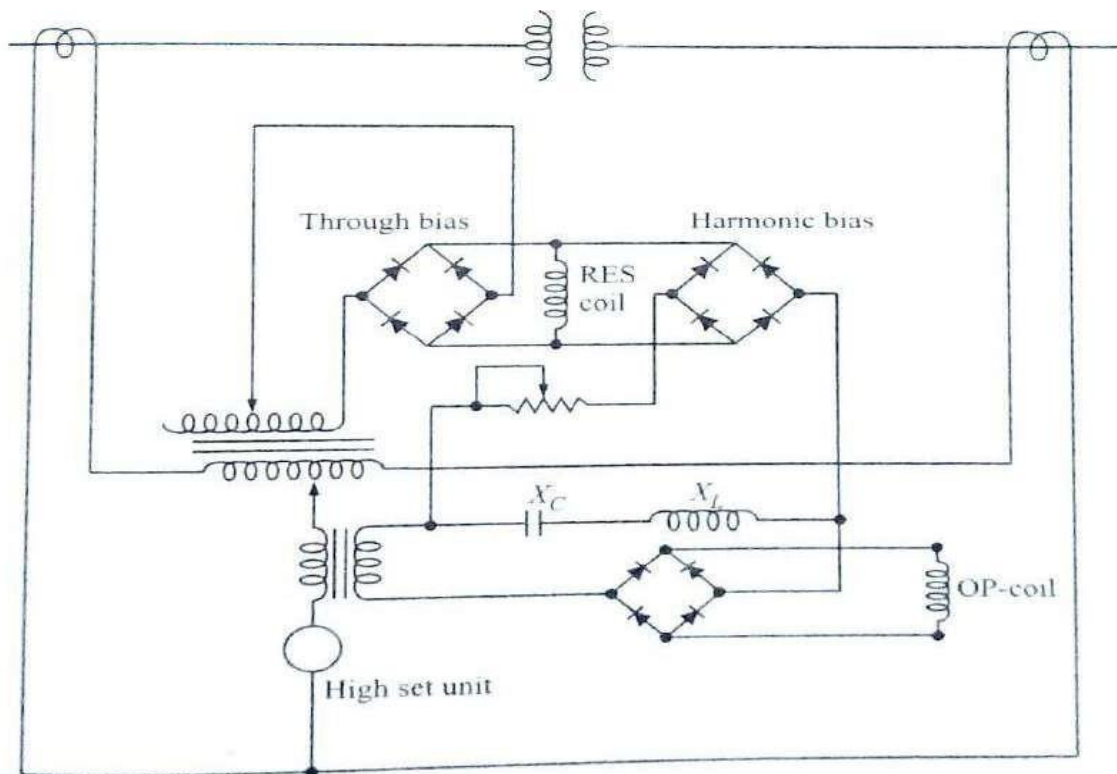 Through bias
Harmonic bias
RES
coil
X_C
X_L
OP-coil
High set unit